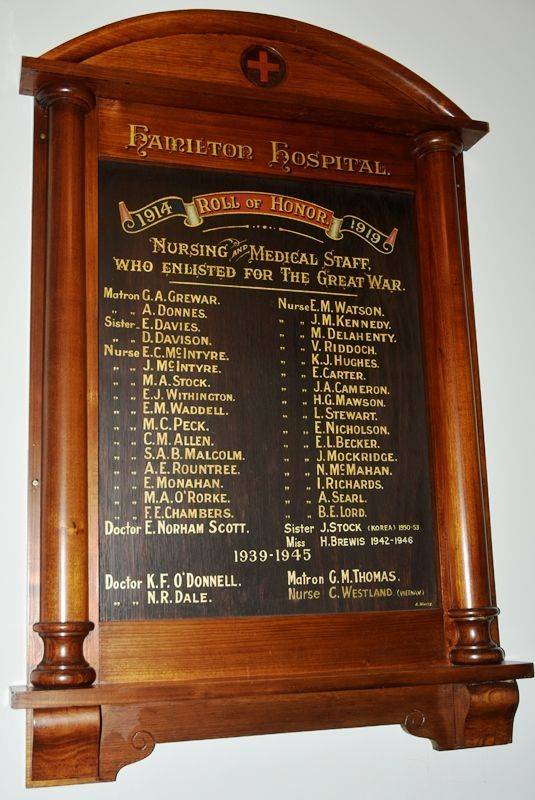 Hamilton Hospital.
1914 Roll of Honor. 1919
Nursing and Medical Staff.
who enlisted for The Great War.
Matron G.A. Grewar.
" " A. Donnes.
Sister E. Davies.
" " D. Davison.
Nurse E.C. McIntyre.
" " J. McIntyre.
" " M.A. Stock.
" " E.J. Withington.
" " E.M. Waddell.
" " M.C. Peck.
" " C.M. Allen.
" " S.A.B. Malcolm.
" " A.E. Rountree.
" " E. Monahan.
" " M.A. O'Rorke.
" " F.E. Chambers.
Doctor E. Norham Scott.
Nurse E.M. Watson.
" " J.M. Kennedy.
" " M. Delahenty.
" " V. Riddoch.
" " K.J. Hughes.
" " E. Carter.
" " J.A. Cameron.
" " H.G. Mawson.
" " L. Stewart.
" " E. Nicholson.
" " E.L. Becker.
" " J. Mockridge.
" " N. McMahan.
" " I. Richards.
" " A. Searl.
" " B.E. Lord.
Sister J. Stock (Korea) 1950-53
Miss H. Brewis 1942-1946
1939-1945
Doctor K.F. O'Donnell.
" " N.R. Dale.
Matron G.M. Thomas.
Nurse C. Westland (Vietnam)